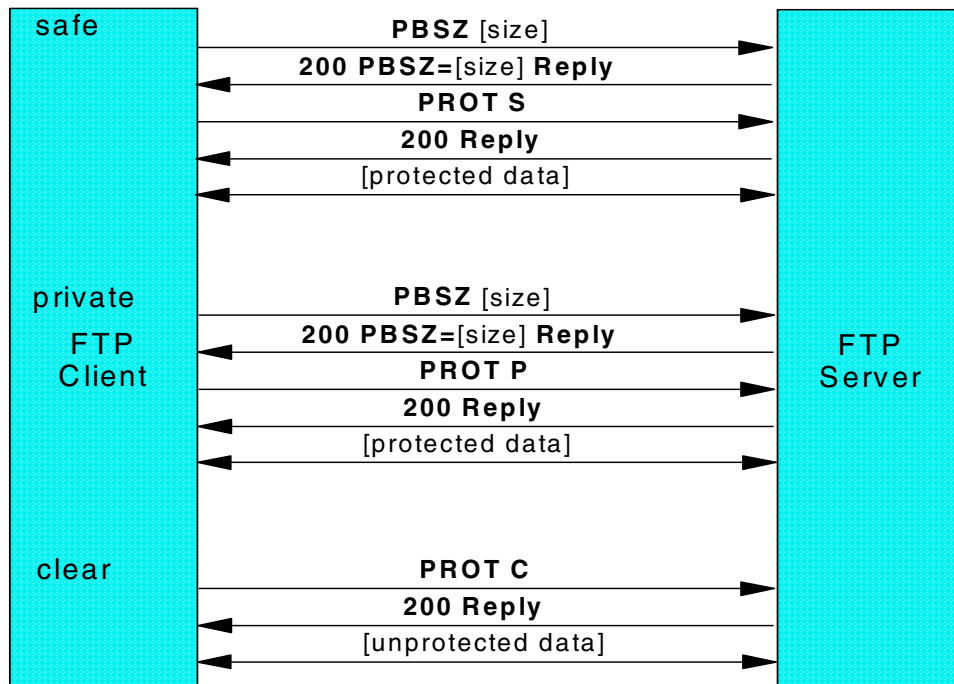 safe
PBSZ [size]
200 PBSZ=[size] Reply
PROT S
200 Reply
[protected data]
private
PBSZ [size]
200 PBSZ=[size] Reply
FTP
Client
PROT P
FTP
Server
200 Reply
[protected data]
clear
PROT C
200 Reply
[unprotected data]